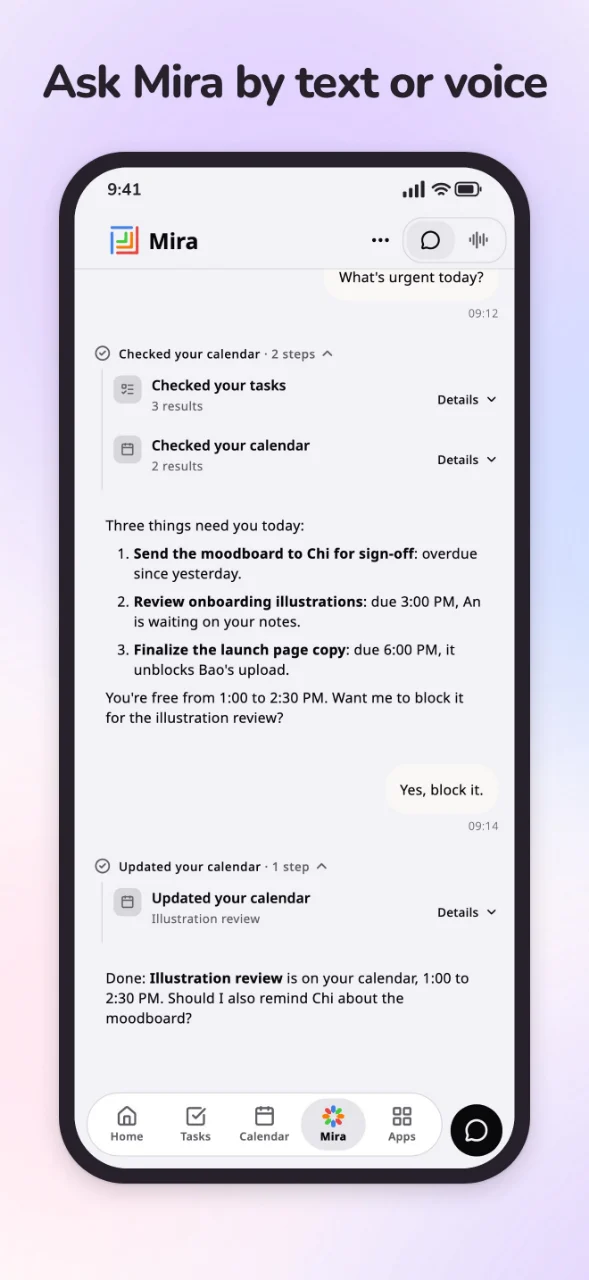 Ask Mira by text or voice
9:41
Mira
What's urgent today?
09:12
Checked your calendar · 2 steps
Checked your tasks
3 results
Details
Checked your calendar
2 results
Details
Three things need you today:
1. Send the moodboard to Chi for sign-off: overdue
since yesterday.
2. Review onboarding illustrations: due 3:00 PM, An
is waiting on your notes.
3. Finalize the launch page copy: due 6:00 PM, it
unblocks Bao's upload.
You're free from 1:00 to 2:30 PM. Want me to block it
for the illustration review?
Yes, block it.
09:14
Updated your calendar · 1 step
Updated your calendar
Illustration review
Details
Done: Illustration review is on your calendar, 1:00 to
2:30 PM. Should I also remind Chi about the
moodboard?
Home
Tasks
Calendar
Mira
Apps